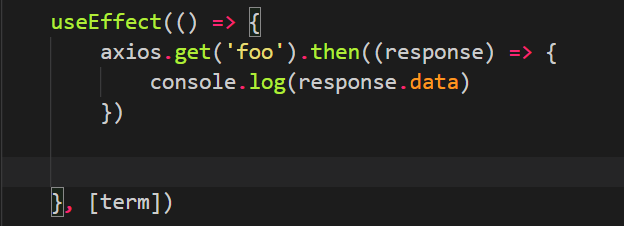 useEffect(() => {
axios.get('foo').then((response) => {
console.log(response.data)
})
}, [term])